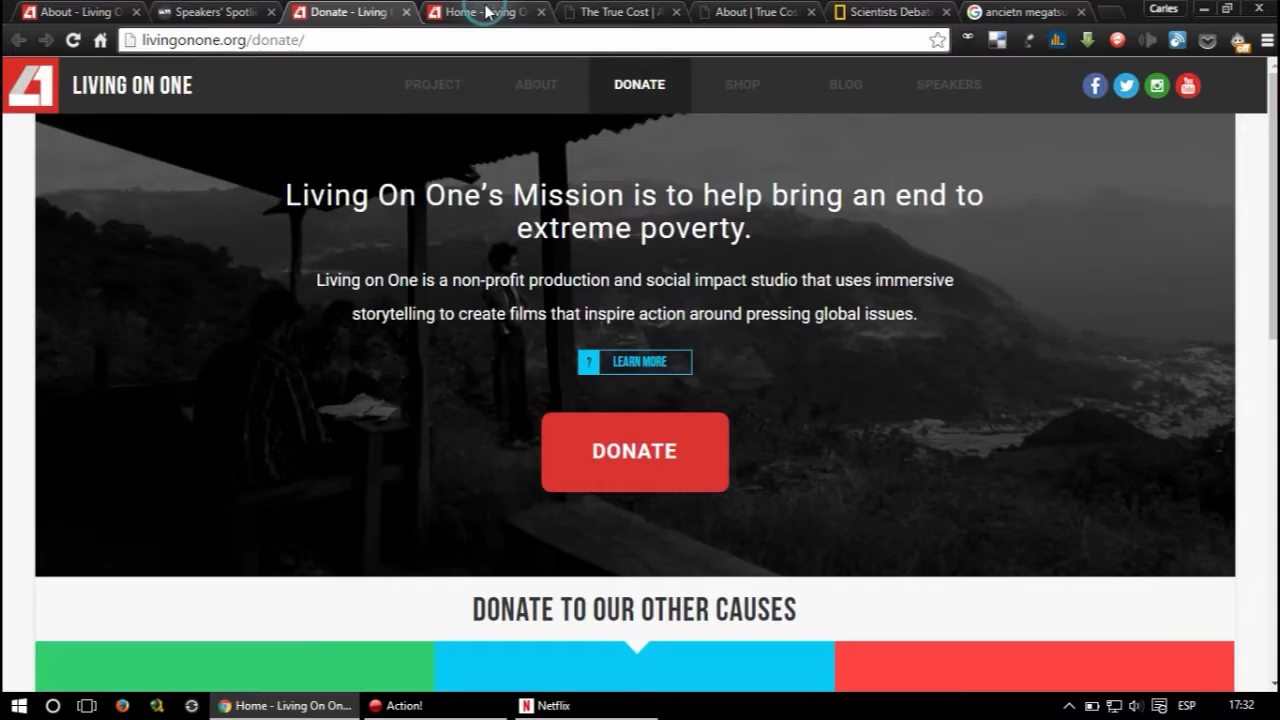 About - Living O
Speakers' Spotli
Donate - Living
Home - Living O
The True Cost | A
About | True Cos
Scientists Debat
ancietn megatsu
Carles
livingonone.org/donate/
off
LIVING ON ONE
PROJECT
ABOUT
DONATE
SHOP
BLOG
SPEAKERS
Living On One's Mission is to help bring an end to
extreme poverty.
Living on One is a non-profit production and social impact studio that uses immersive
storytelling to create films that inspire action around pressing global issues.
? LEARN MORE
DONATE
DONATE TO OUR OTHER CAUSES
Home - Living On On...
Action!
Netflix
ESP
17:32